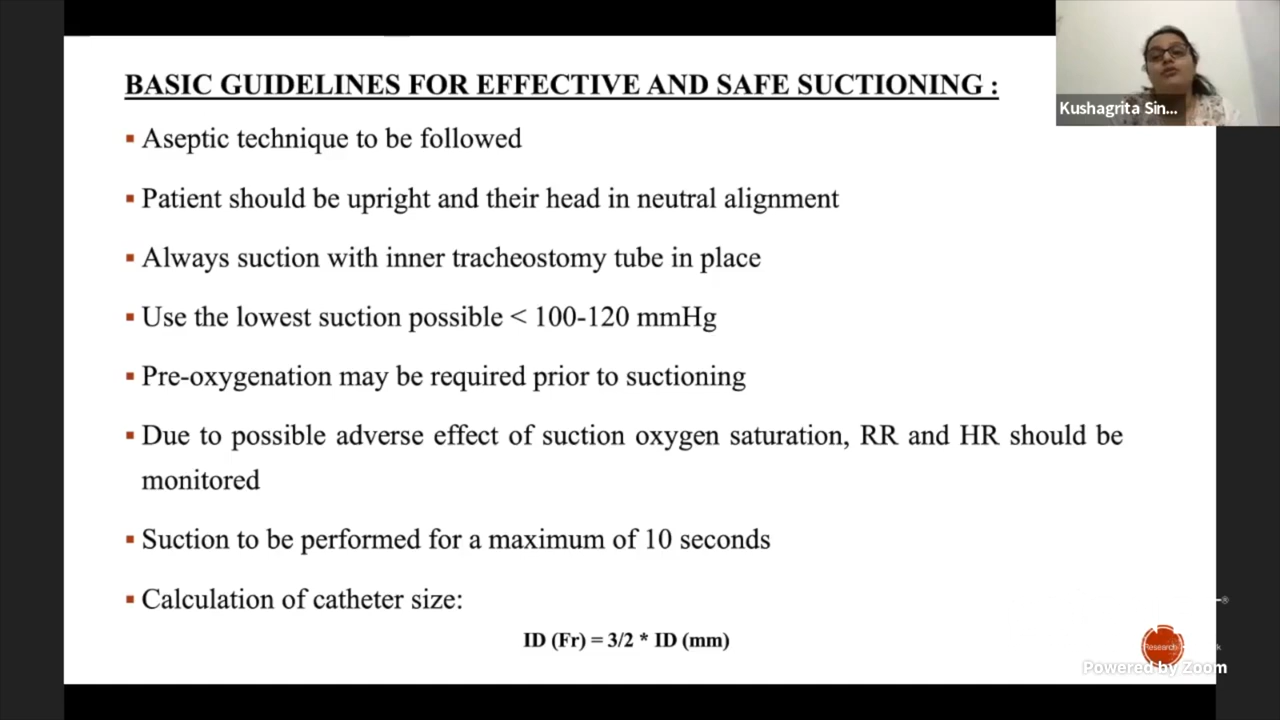 BASIC GUIDELINES FOR EFFECTIVE AND SAFE SUCTIONING :
Kushagrita Sin...
▪ Aseptic technique to be followed
▪ Patient should be upright and their head in neutral alignment
▪ Always suction with inner tracheostomy tube in place
▪ Use the lowest suction possible < 100-120 mmHg
▪ Pre-oxygenation may be required prior to suctioning
▪ Due to possible adverse effect of suction oxygen saturation, RR and HR should be
monitored
▪ Suction to be performed for a maximum of 10 seconds
▪ Calculation of catheter size:
ID (Fr) = 3/2 * ID (mm)
Research
Powered by Zoom